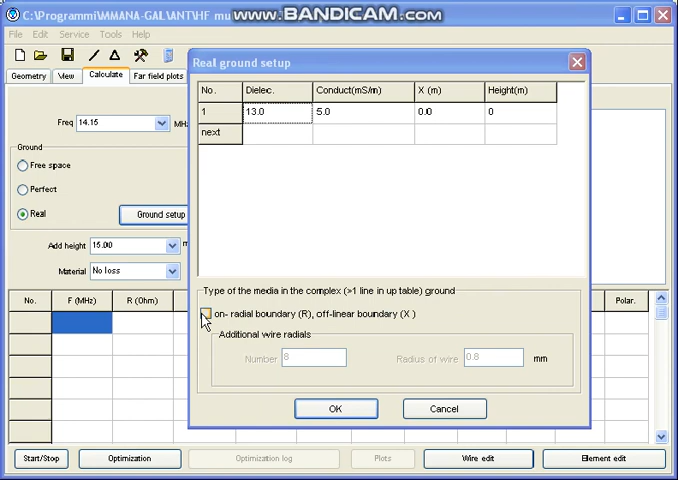 C:\Programmi\MMANA-GAL\ANT\HF mu
www.BANDICAM.com
File Edit Service Tools Help
Geometry View Calculate Far field plots
Freq 14.15 MHz
Ground
Free space
Perfect
Real Ground setup
Add height 15.00 m
Material No loss
No. F (MHz) R (Ohm) Polar.
Real ground setup
No. Dielec. Conduct(mS/m) X (m) Height(m)
1 13.0 5.0 0.0 0
next
Type of the media in the complex (>1 line in up table) ground
on- radial boundary (R), off-linear boundary (X )
Additional wire radials
Number 8 Radius of wire 0.8 mm
OK Cancel
Start/Stop Optimization Optimization log Plots Wire edit Element edit